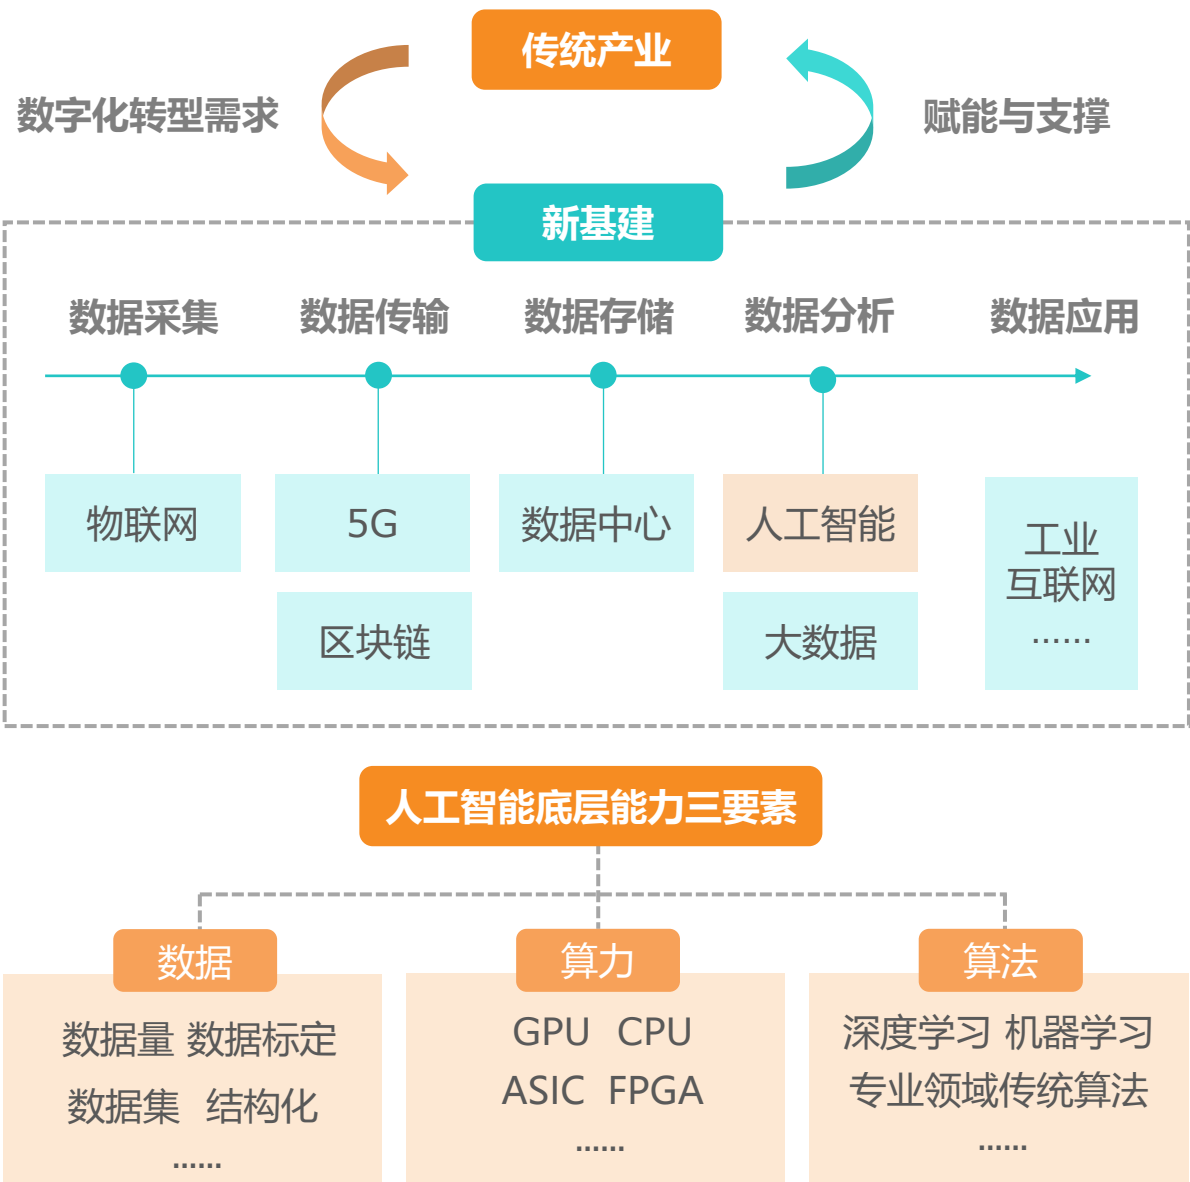 传统产业
数字化转型需求
赋能与支撑
新基建
数据采集 数据传输 数据存储 数据分析 数据应用
物联网 5G 数据中心 人工智能
工业
互联网
……
区块链 大数据
人工智能底层能力三要素
数据
数据量 数据标定
数据集 结构化
……
算力
GPU CPU
ASIC FPGA
……
算法
深度学习 机器学习
专业领域传统算法
……